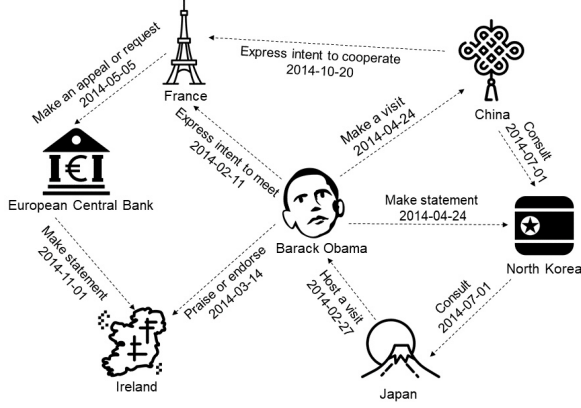 Express intent to cooperate
2014-10-20
Make an appeal or request
2014-05-05
France
China
Make a visit
2014-04-24
Express intent to meet
2014-02-11
Consult
2014-07-01
€
European Central Bank
Make statement
2014-04-24
Barack Obama
North Korea
Make statement
2014-11-01
Praise or endorse
2014-03-14
Host a visit
2014-02-27
Consult
2014-07-01
Ireland
Japan